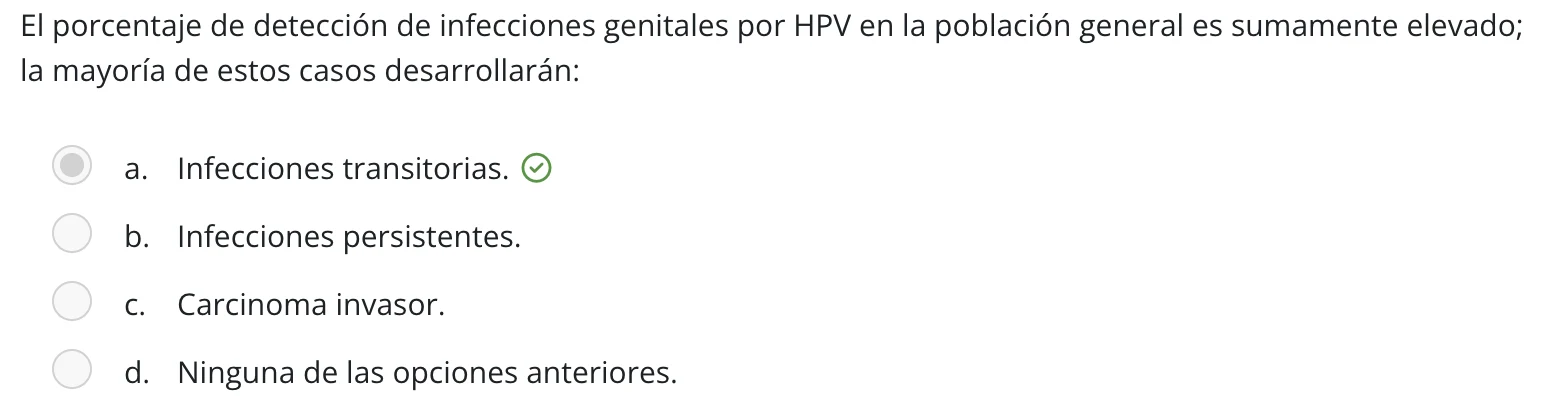 El porcentaje de detección de infecciones genitales por HPV en la población general es sumamente elevado;
la mayoría de estos casos desarrollarán:
a. Infecciones transitorias.
b. Infecciones persistentes.
c. Carcinoma invasor.
d. Ninguna de las opciones anteriores.